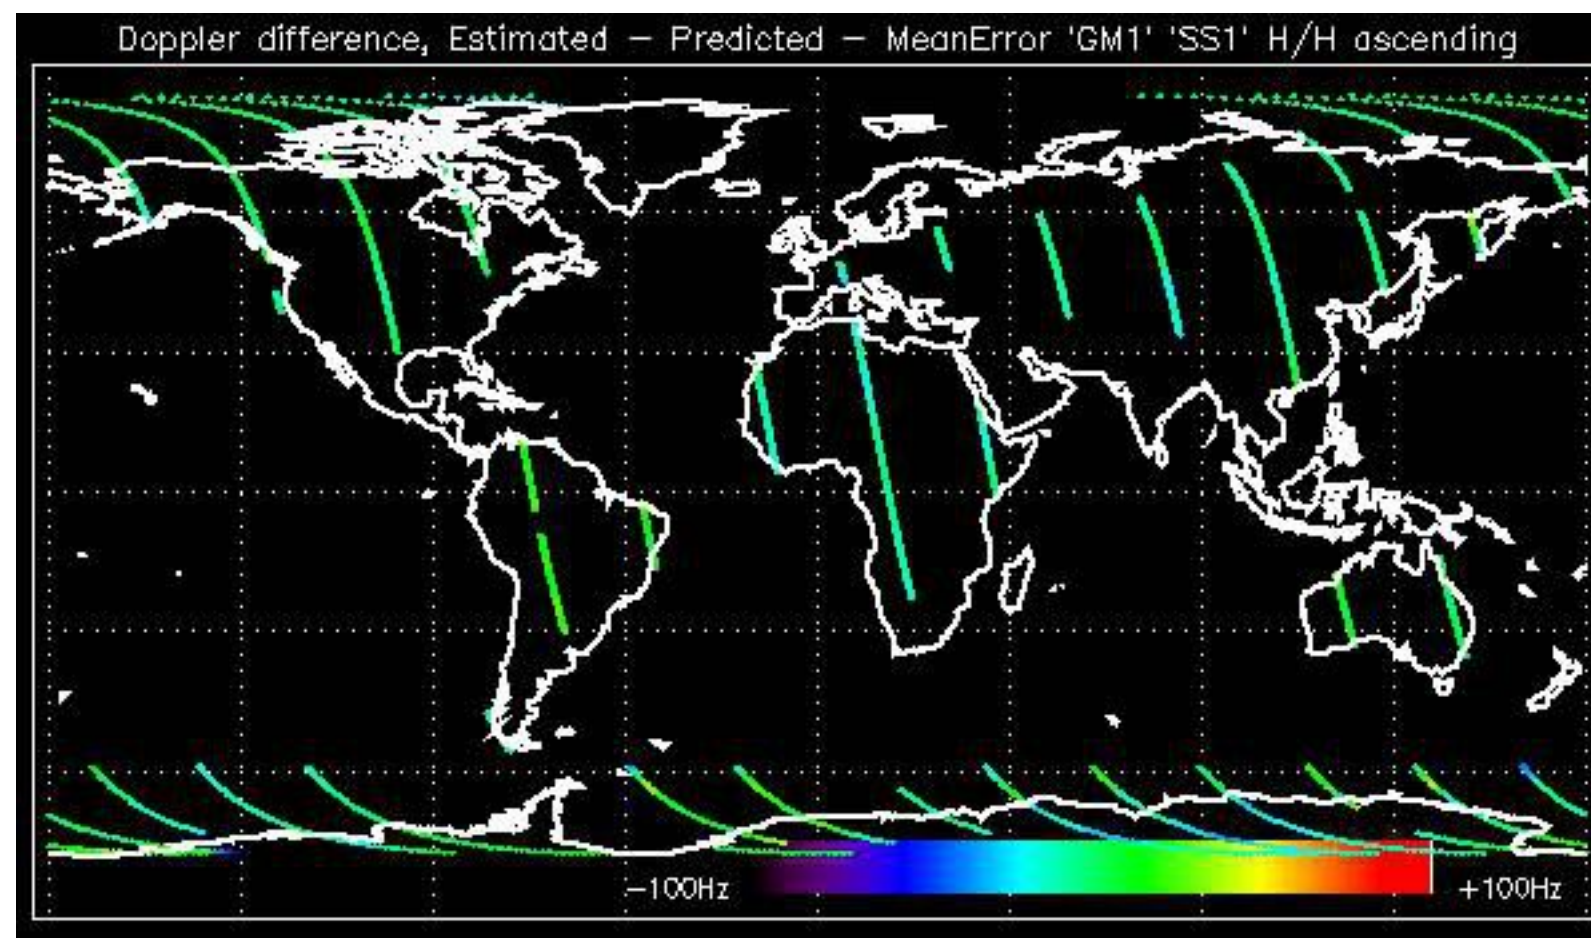 Doppler difference, Estimated – Predicted – MeanError 'GM1' 'SS1' H/H ascending
–100Hz
+100Hz